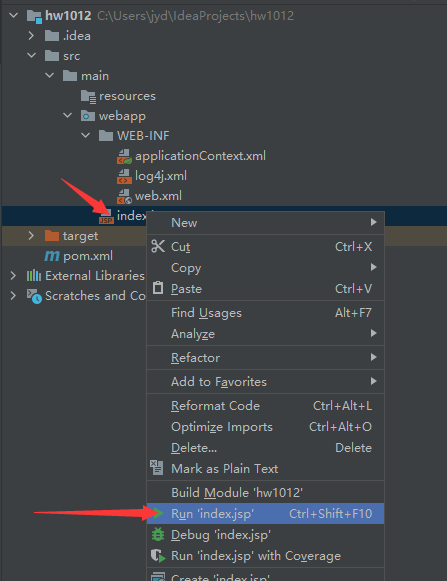 hw1012 C:\Users\jyd\IdeaProjects\hw1012
.idea
src
main
resources
webapp
WEB-INF
applicationContext.xml
log4j.xml
web.xml
index
target
pom.xml
External Libraries
Scratches and Co
New
Cut Ctrl+X
Copy
Paste Ctrl+V
Find Usages Alt+F7
Analyze
Refactor
Add to Favorites
Reformat Code Ctrl+Alt+L
Optimize Imports Ctrl+Alt+O
Delete... Delete
Mark as Plain Text
Build Module 'hw1012'
Run 'index.jsp' Ctrl+Shift+F10
Debug 'index.jsp'
Run 'index.jsp' with Coverage
Create 'index.jsp'...